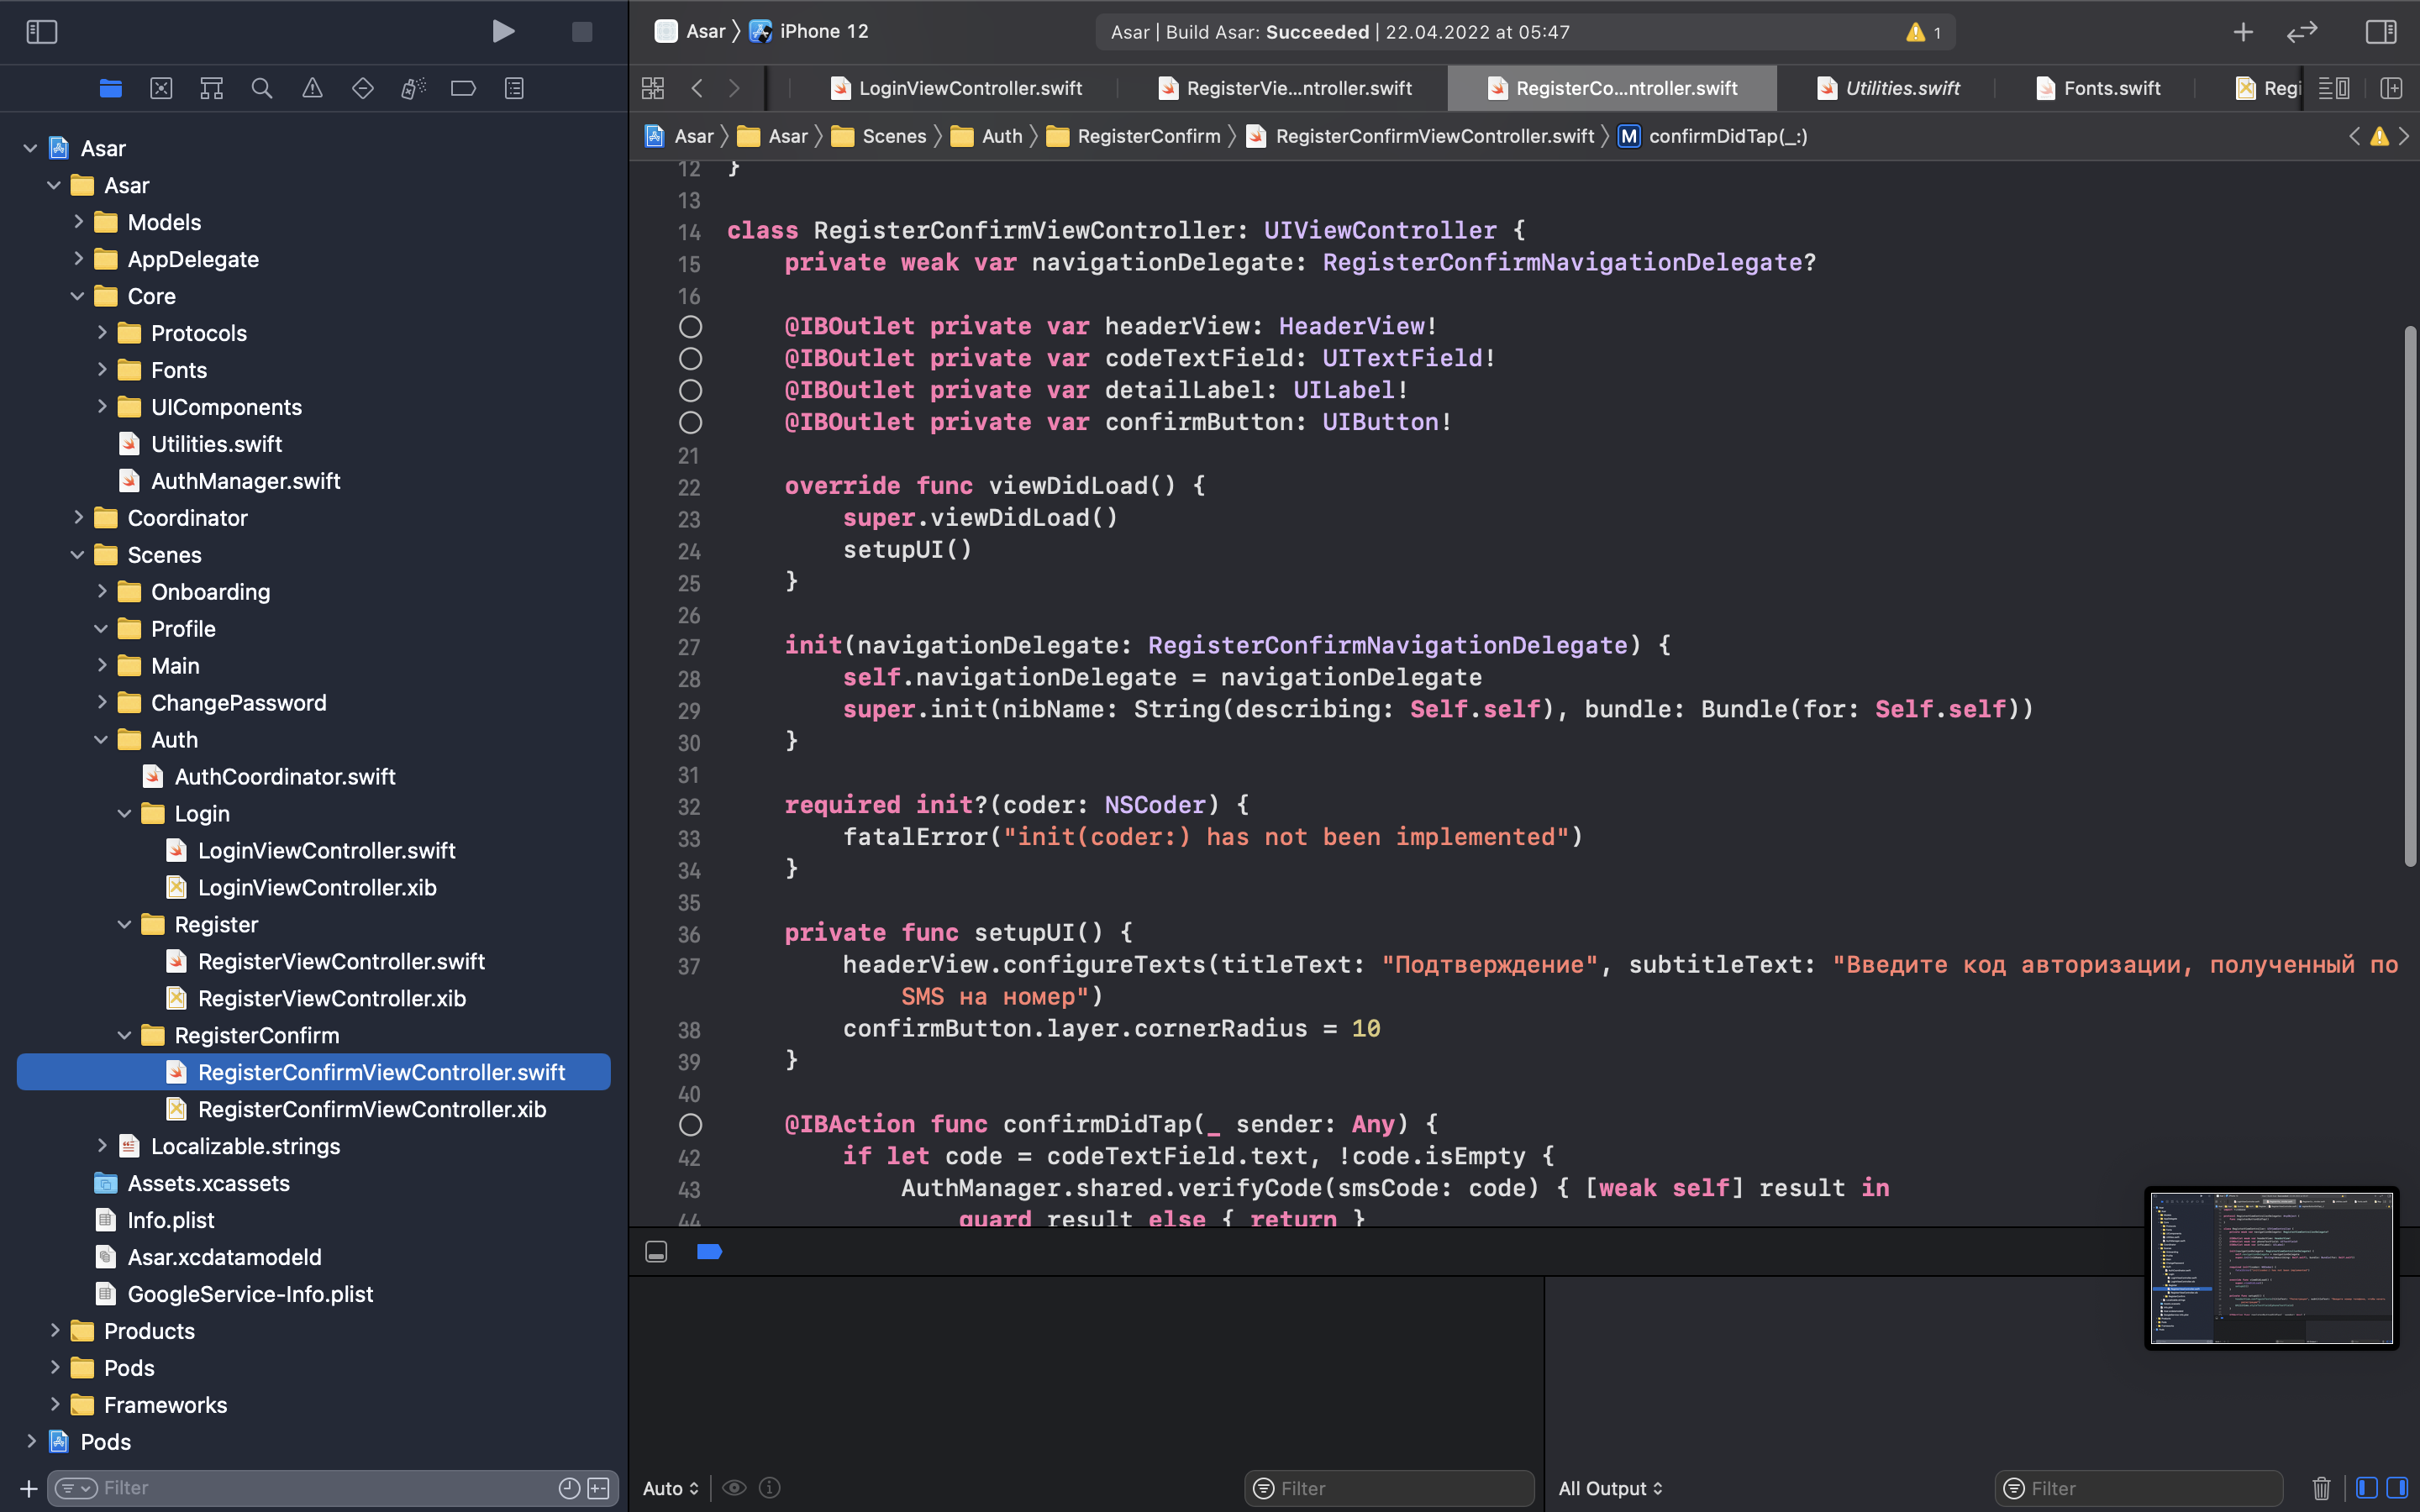 Asar
iPhone 12
Asar | Build Asar: Succeeded | 22.04.2022 at 05:47
1
LoginViewController.swift
RegisterVie...ntroller.swift
RegisterCo...ntroller.swift
Utilities.swift
Fonts.swift
Regi
Asar
Asar
Scenes
Auth
RegisterConfirm
RegisterConfirmViewController.swift
M confirmDidTap(_:)
Asar
Asar
Models
AppDelegate
Core
Protocols
Fonts
UIComponents
Utilities.swift
AuthManager.swift
Coordinator
Scenes
Onboarding
Profile
Main
ChangePassword
Auth
AuthCoordinator.swift
Login
LoginViewController.swift
LoginViewController.xib
Register
RegisterViewController.swift
RegisterViewController.xib
RegisterConfirm
RegisterConfirmViewController.swift
RegisterConfirmViewController.xib
Localizable.strings
Assets.xcassets
Info.plist
Asar.xcdatamodeld
GoogleService-Info.plist
Products
Pods
Frameworks
Pods
Filter
12 }
13
14 class RegisterConfirmViewController: UIViewController {
15 private weak var navigationDelegate: RegisterConfirmNavigationDelegate?
16
@IBOutlet private var headerView: HeaderView!
@IBOutlet private var codeTextField: UITextField!
@IBOutlet private var detailLabel: UILabel!
@IBOutlet private var confirmButton: UIButton!
21
22 override func viewDidLoad() {
23 super.viewDidLoad()
24 setupUI()
25 }
26
27 init(navigationDelegate: RegisterConfirmNavigationDelegate) {
28 self.navigationDelegate = navigationDelegate
29 super.init(nibName: String(describing: Self.self), bundle: Bundle(for: Self.self))
30 }
31
32 required init?(coder: NSCoder) {
33 fatalError("init(coder:) has not been implemented")
34 }
35
36 private func setupUI() {
37 headerView.configureTexts(titleText: "Подтверждение", subtitleText: "Введите код авторизации, полученный по
SMS на номер")
38 confirmButton.layer.cornerRadius = 10
39 }
40
@IBAction func confirmDidTap(_ sender: Any) {
42 if let code = codeTextField.text, !code.isEmpty {
43 AuthManager.shared.verifyCode(smsCode: code) { [weak self] result in
44 guard result else { return }
Auto
Filter
All Output
Filter